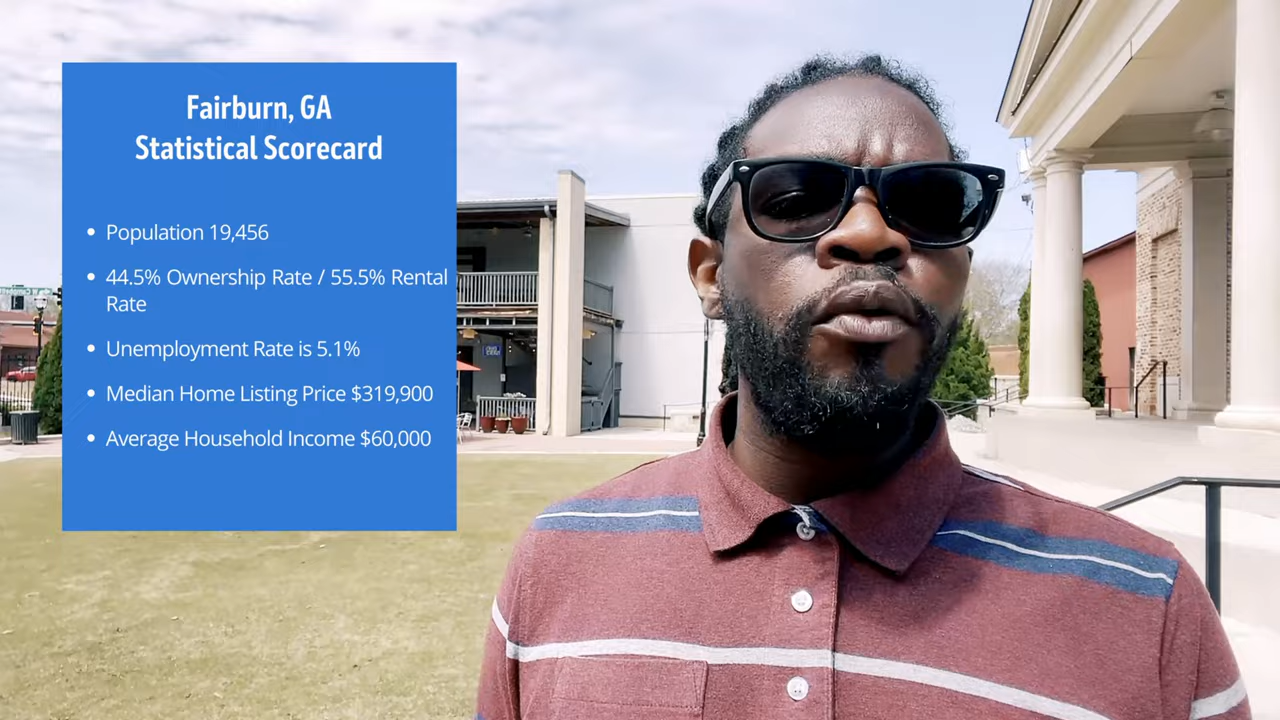 Fairburn, GA
Statistical Scorecard
• Population 19,456
• 44.5% Ownership Rate / 55.5% Rental
Rate
• Unemployment Rate is 5.1%
• Median Home Listing Price $319,900
• Average Household Income $60,000